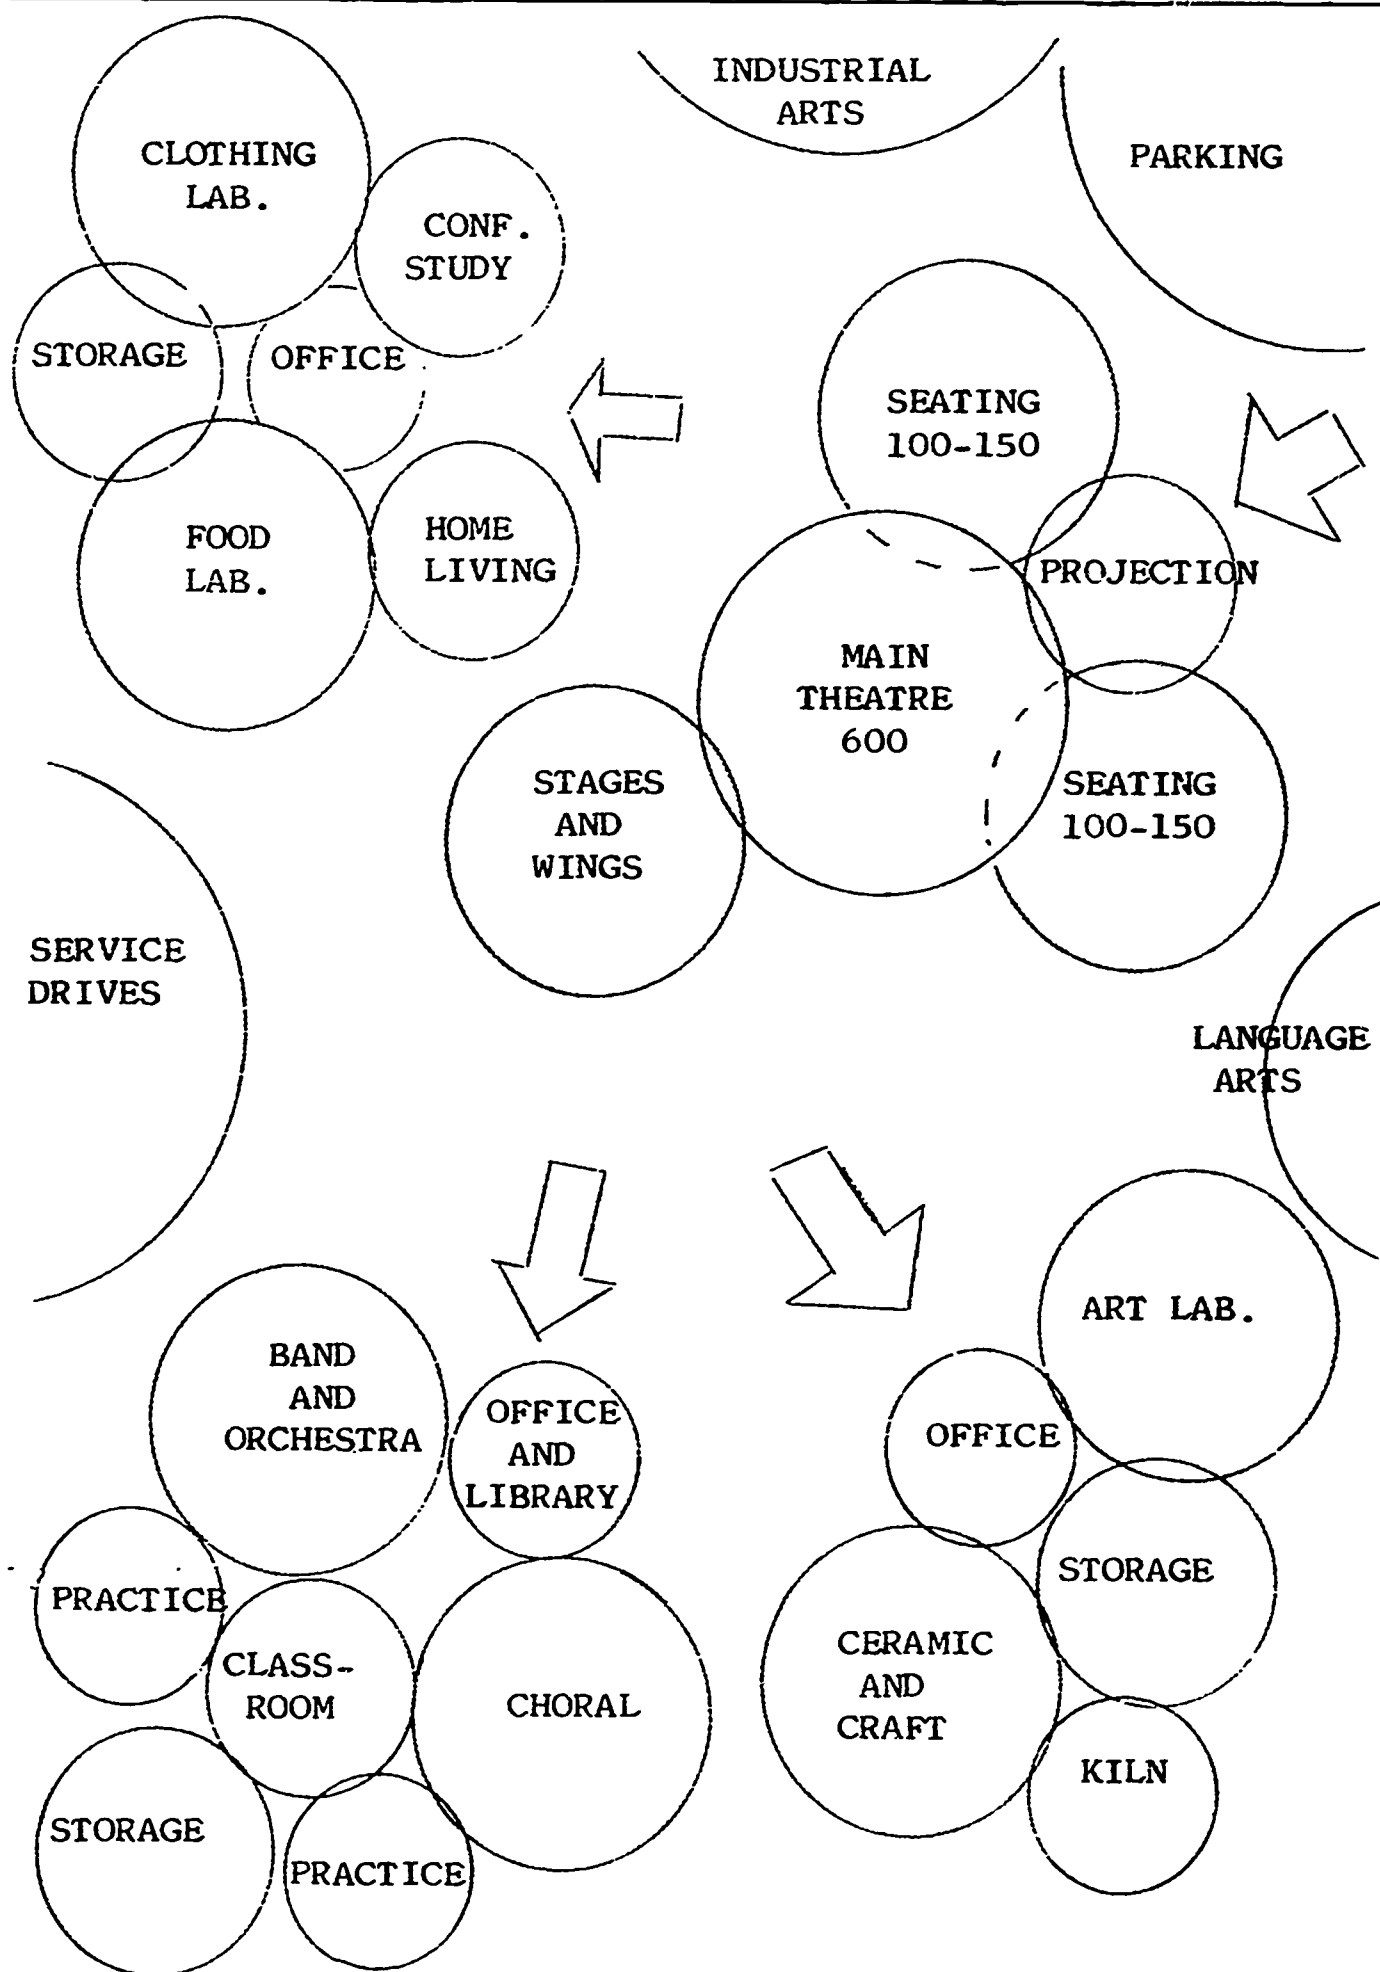 INDUSTRIAL
ARTS
PARKING
CLOTHING
LAB.
CONF.
STUDY
STORAGE
OFFICE
FOOD
LAB.
HOME
LIVING
SEATING
100-150
PROJECTION
MAIN
THEATRE
600
SEATING
100-150
STAGES
AND
WINGS
SERVICE
DRIVES
LANGUAGE
ARTS
BAND
AND
ORCHESTRA
OFFICE
AND
LIBRARY
PRACTICE
CLASS-
ROOM
CHORAL
STORAGE
PRACTICE
ART LAB.
OFFICE
STORAGE
CERAMIC
AND
CRAFT
KILN